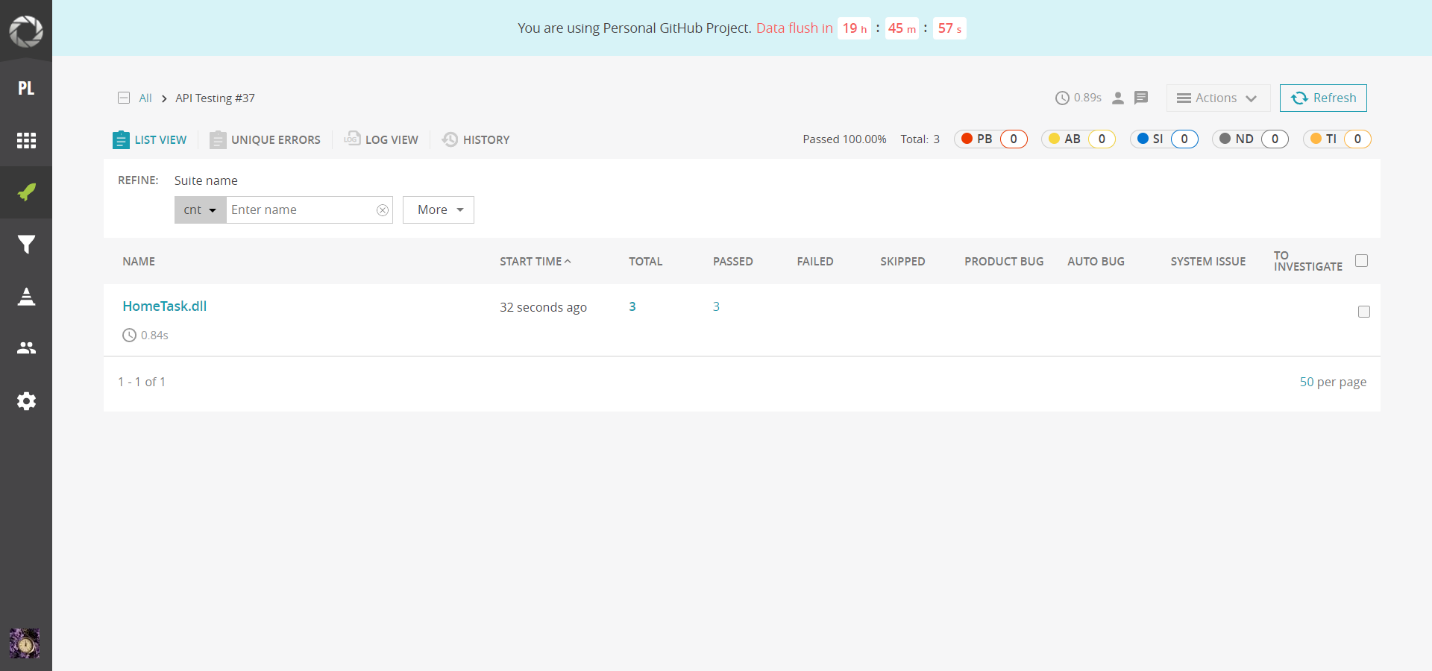 You are using Personal GitHub Project. Data flush in 19 h : 45 m : 57 s
PL
All > API Testing #37
0.89s
Actions
Refresh
LIST VIEW
UNIQUE ERRORS
LOG VIEW
HISTORY
Passed 100.00% Total: 3
PB 0
AB 0
SI 0
ND 0
TI 0
REFINE: Suite name
cnt Enter name More
NAME START TIME TOTAL PASSED FAILED SKIPPED PRODUCT BUG AUTO BUG SYSTEM ISSUE TO INVESTIGATE
HomeTask.dll 32 seconds ago 3 3
0.84s
1 - 1 of 1 50 per page